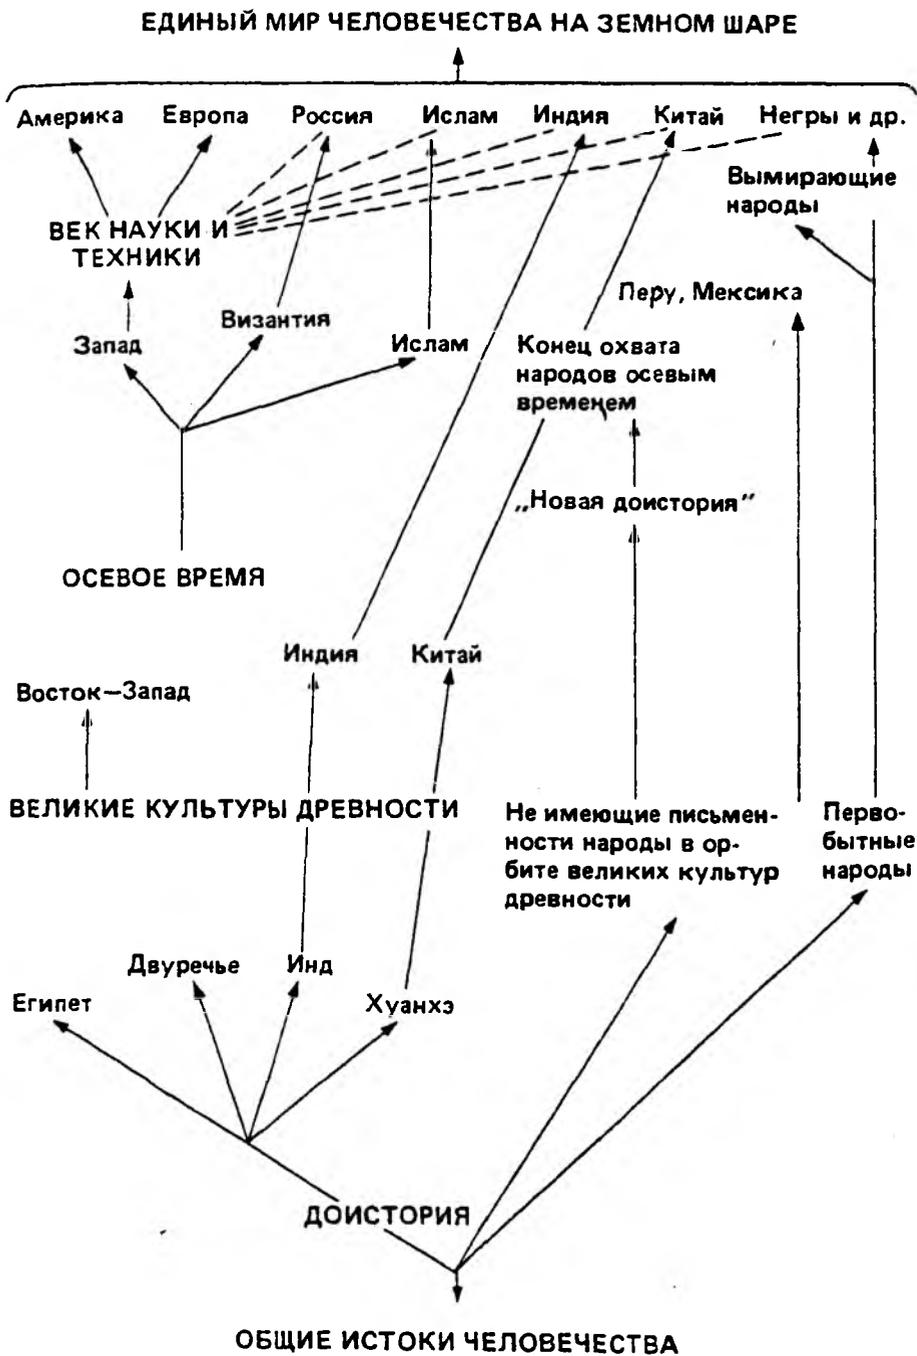 ЕДИНЫЙ МИР ЧЕЛОВЕЧЕСТВА НА ЗЕМНОМ ШАРЕ
Америка Европа Россия Ислам Индия Китай Негры и др.
Вымирающие
народы
ВЕК НАУКИ И
ТЕХНИКИ
Перу, Мексика
Византия
Запад
Ислам
Конец охвата
народов осевым
временем
„Новая доистория"
ОСЕВОЕ ВРЕМЯ
Индия Китай
Восток—Запад
ВЕЛИКИЕ КУЛЬТУРЫ ДРЕВНОСТИ
Не имеющие письмен-
ности народы в ор-
бите великих культур
древности
Перво-
бытные
народы
Двуречье Инд
Египет Хуанхэ
ДОИСТОРИЯ
ОБЩИЕ ИСТОКИ ЧЕЛОВЕЧЕСТВА